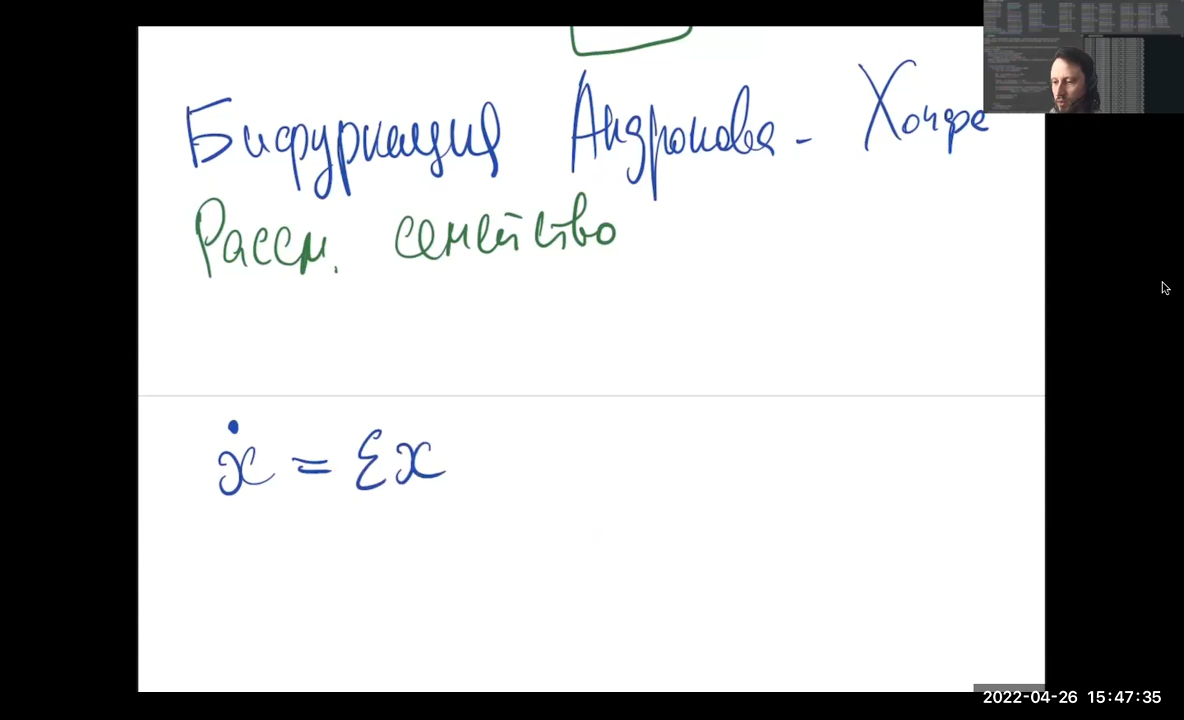 Бифуркация Андронова - Хопфа
Рассм. семейство
ẋ = εx
2022-04-26 15:47:35